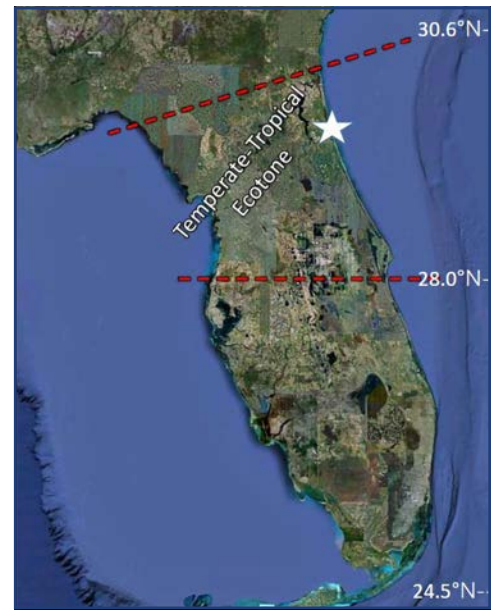 30.6°N-
Temperate-Tropical
Ecotone
28.0°N-
24.5°N-